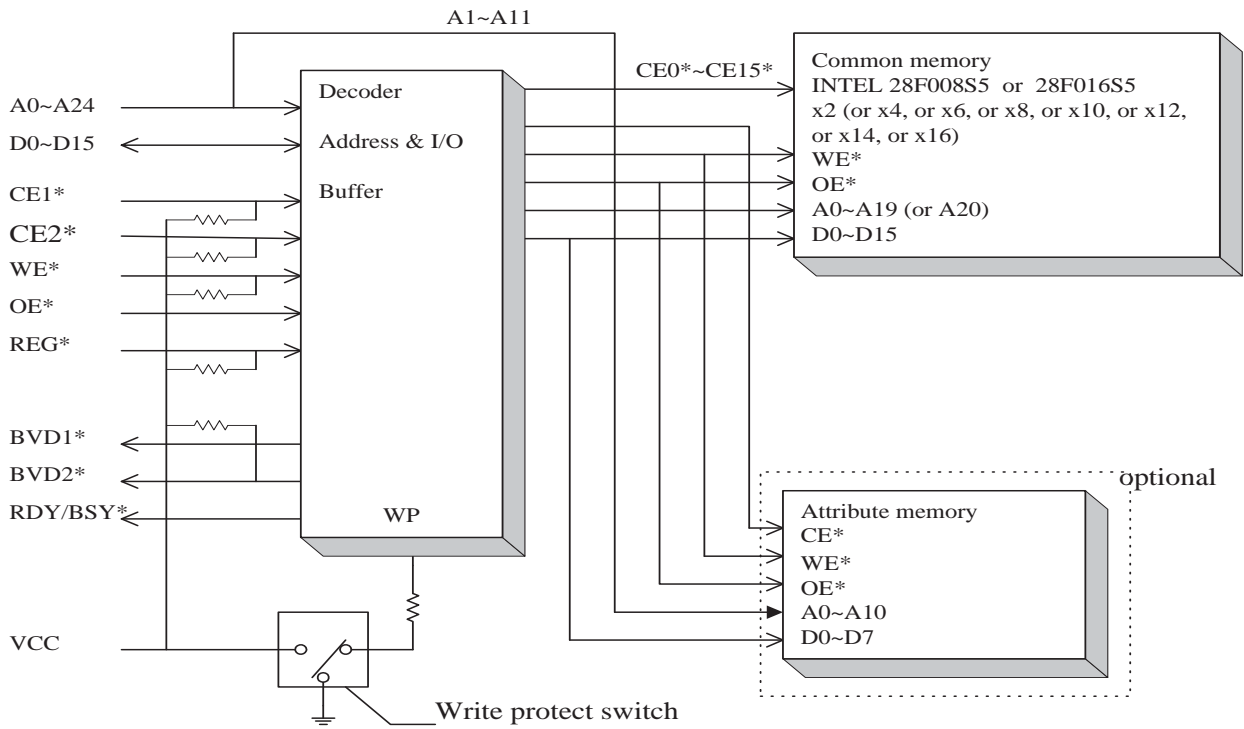 A1~A11
A0~A24
D0~D15
CE1*
CE2*
WE*
OE*
REG*
BVD1*
BVD2*
RDY/BSY*
VCC
Decoder
Address & I/O
Buffer
WP
Write protect switch
CE0*~CE15*
Common memory
INTEL 28F008S5 or 28F016S5
x2 (or x4, or x6, or x8, or x10, or x12,
or x14, or x16)
WE*
OE*
A0~A19 (or A20)
D0~D15
optional
Attribute memory
CE*
WE*
OE*
A0~A10
D0~D7